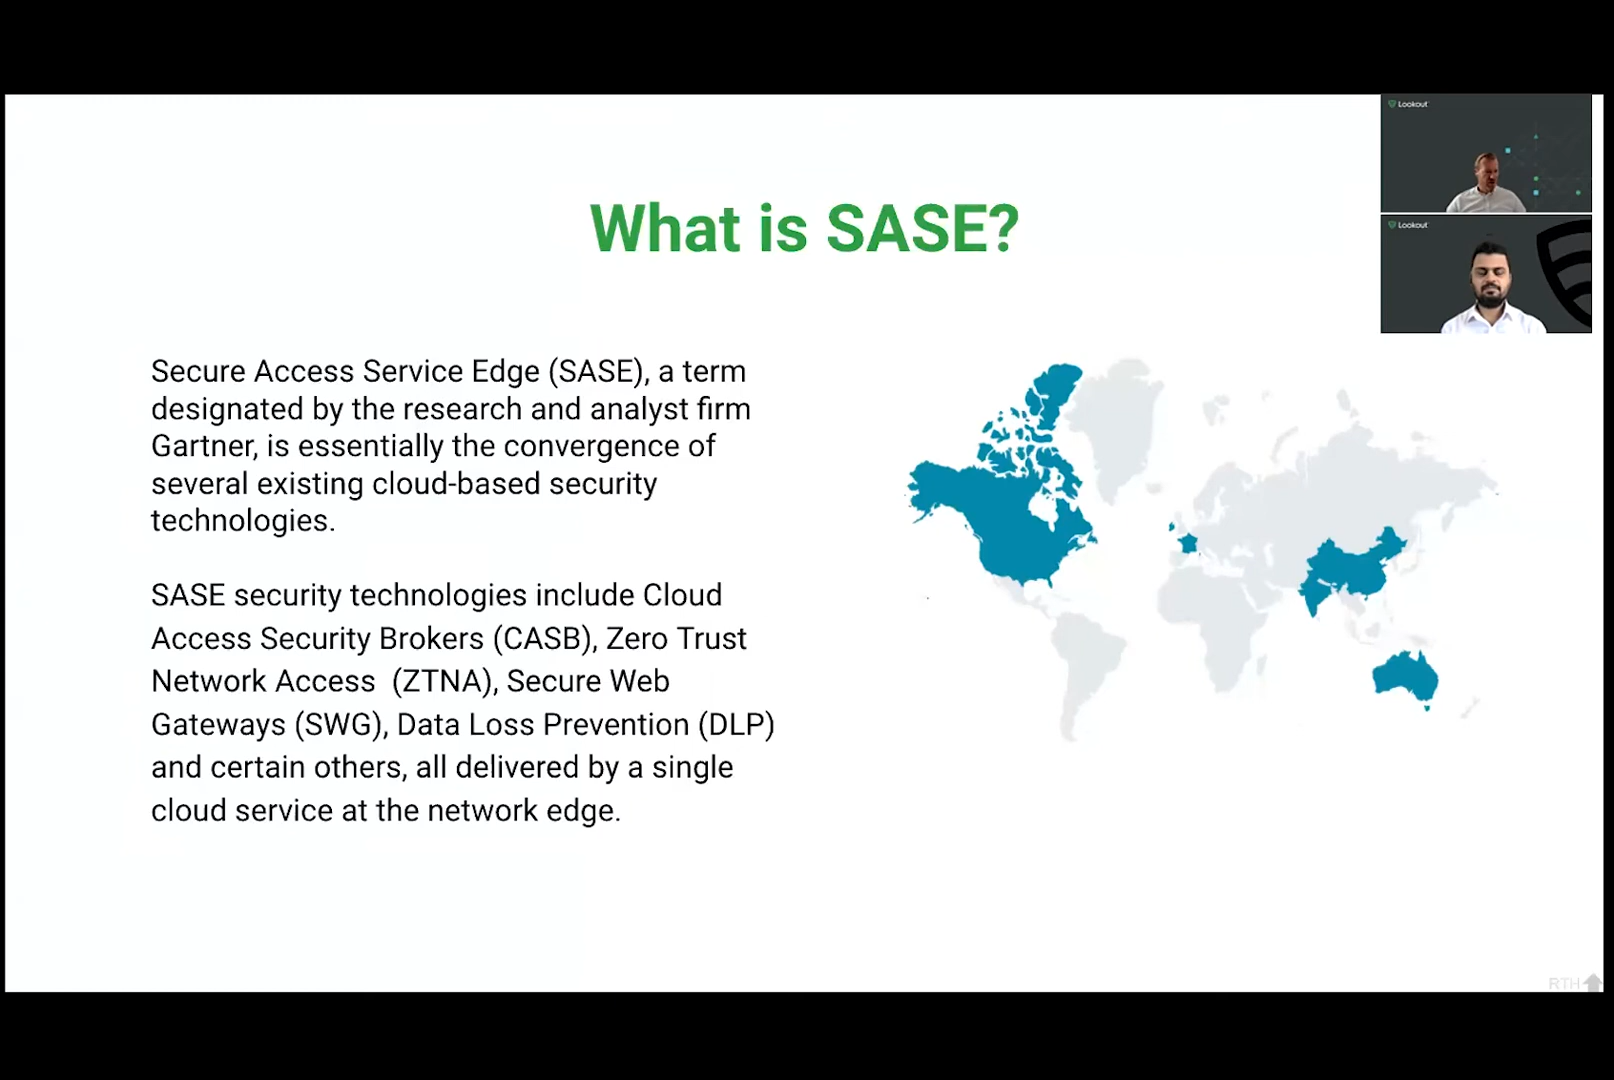 Lookout
Lookout
What is SASE?
Secure Access Service Edge (SASE), a term
designated by the research and analyst firm
Gartner, is essentially the convergence of
several existing cloud-based security
technologies.
SASE security technologies include Cloud
Access Security Brokers (CASB), Zero Trust
Network Access  (ZTNA), Secure Web
Gateways (SWG), Data Loss Prevention (DLP)
and certain others, all delivered by a single
cloud service at the network edge.
RTH